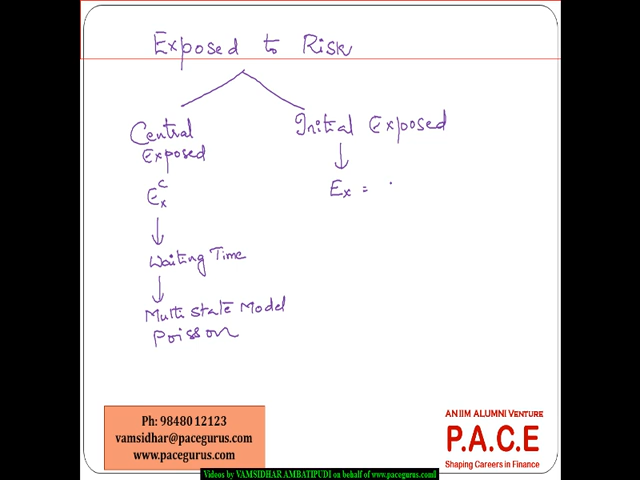 Exposed to Risk
Central
Exposed
Initial Exposed
E_x^c
E_x =
Waiting Time
Multi State Model
Poisson
Ph: 98480 12123
vamsidhar@pacegurus.com
www.pacegurus.com
AN IIM ALUMNI VENTURE
P.A.C.E
Shaping Careers in Finance
Videos by VAMSIDHAR AMBATIPUDI on behalf of www.pacegurus.com